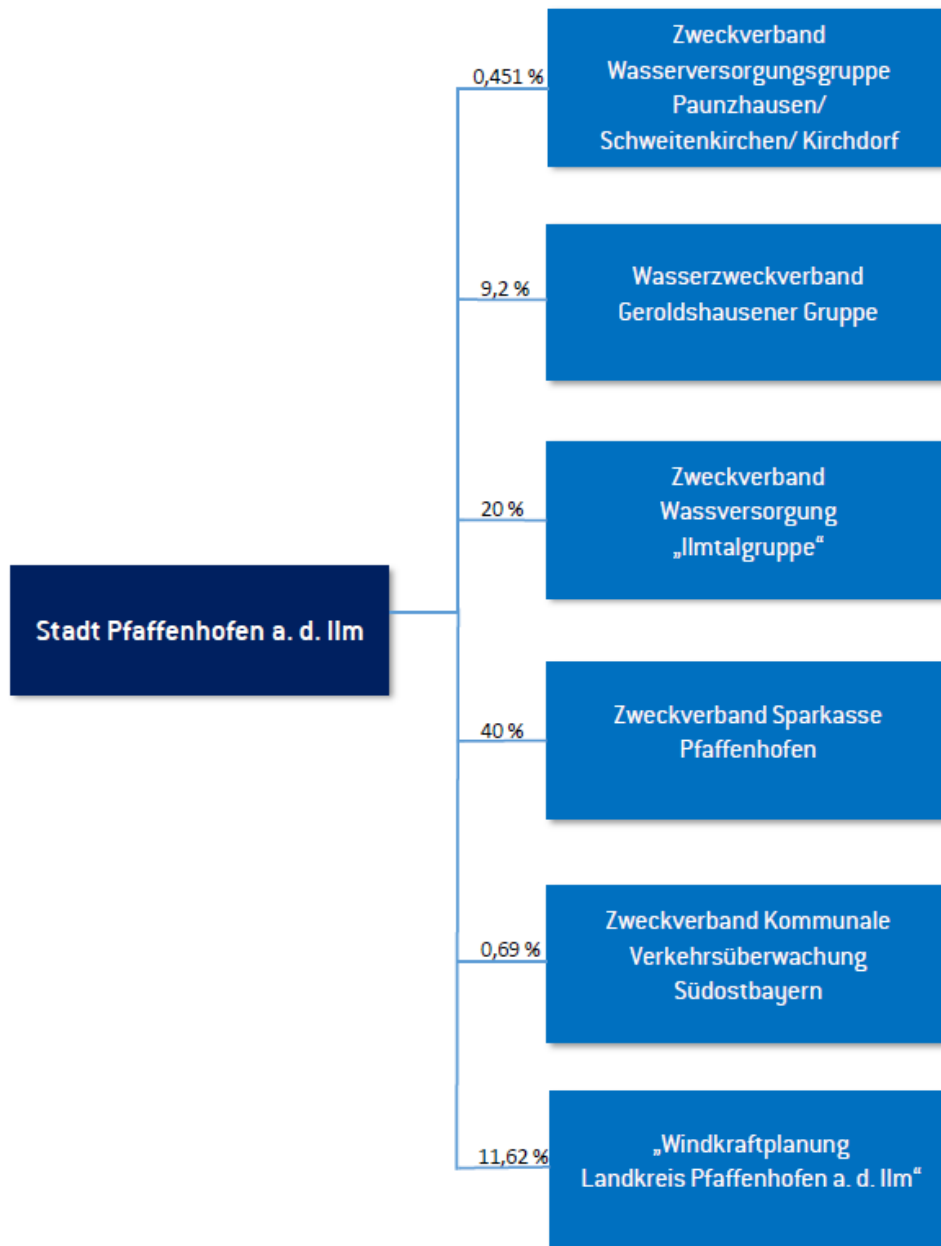 Zweckverband
Wasserversorgungsgruppe
Paunzhausen/
Schweitenkirchen/ Kirchdorf
0,451 %
Wasserzweckverband
Geroldshausener Gruppe
9,2 %
Zweckverband
Wassversorgung
„Ilmtalgruppe“
20 %
Stadt Pfaffenhofen a. d. Ilm
Zweckverband Sparkasse
Pfaffenhofen
40 %
Zweckverband Kommunale
Verkehrsüberwachung
Südostbayern
0,69 %
„Windkraftplanung
Landkreis Pfaffenhofen a. d. Ilm“
11,62 %